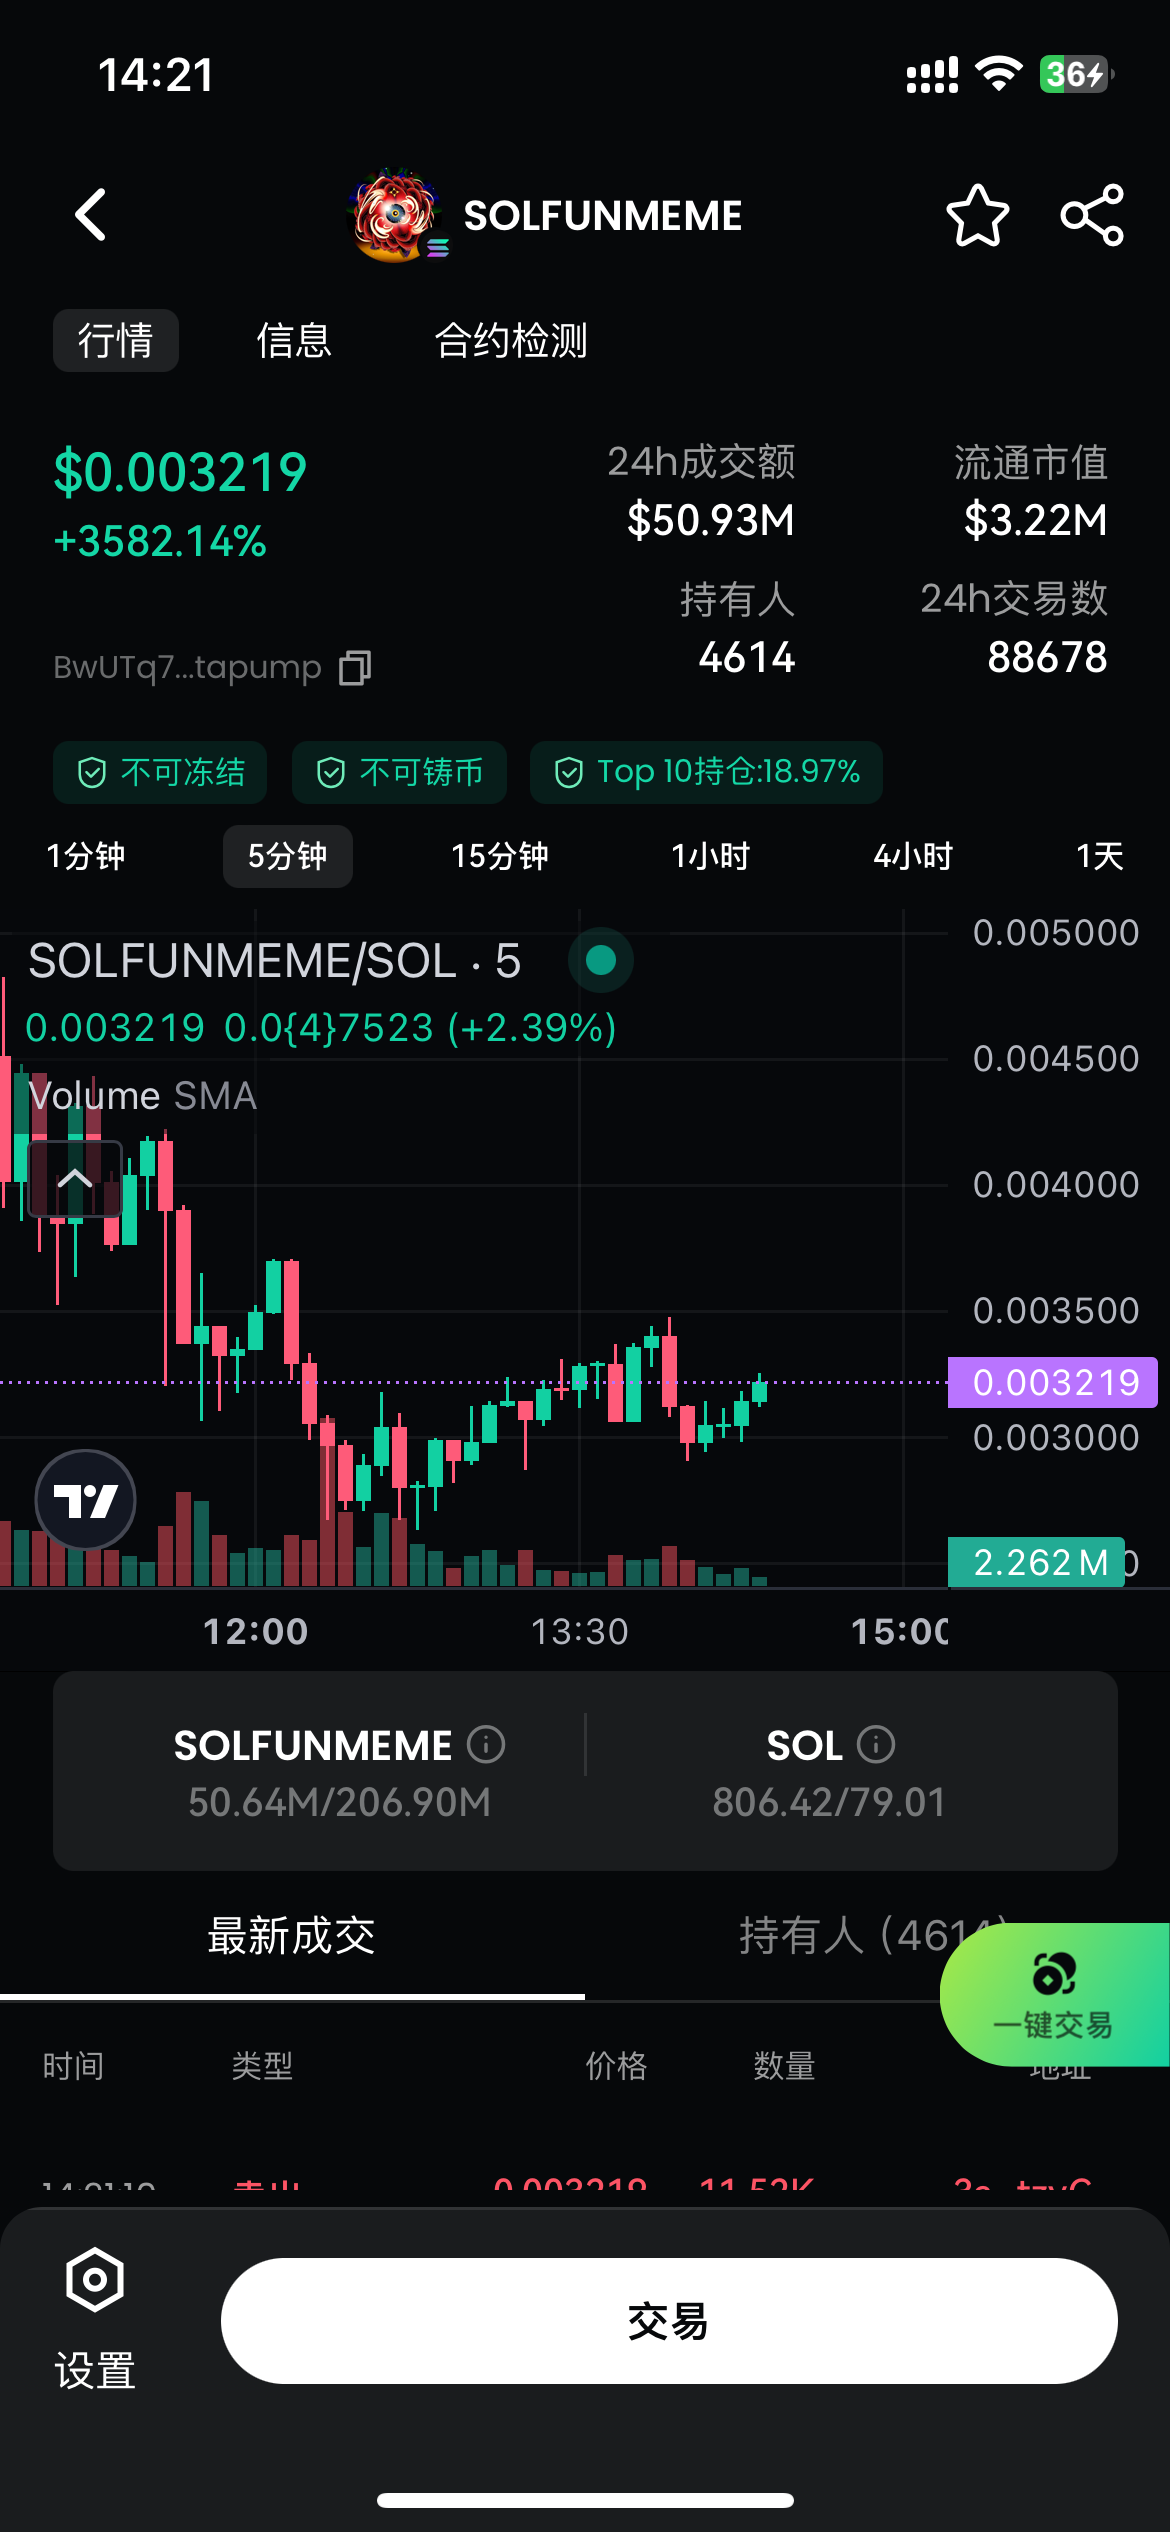 14:21
36
SOLFUNMEME
行情 信息 合约检测
$0.003219
+3582.14%
24h成交额 流通市值
$50.93M $3.22M
持有人 24h交易数
4614 88678
BwUTq7...tapump
不可冻结 不可铸币 Top 10持仓:18.97%
1分钟 5分钟 15分钟 1小时 4小时 1天
SOLFUNMEME/SOL · 5
0.003219 0.0{4}7523 (+2.39%)
Volume SMA
0.005000
0.004500
0.004000
0.003500
0.003219
0.003000
2.262 M
12:00 13:30 15:00
SOLFUNMEME SOL
50.64M/206.90M 806.42/79.01
最新成交 持有人 (4614)
一键交易
时间 类型 价格 数量 地址
0.003219 11.52K
设置
交易